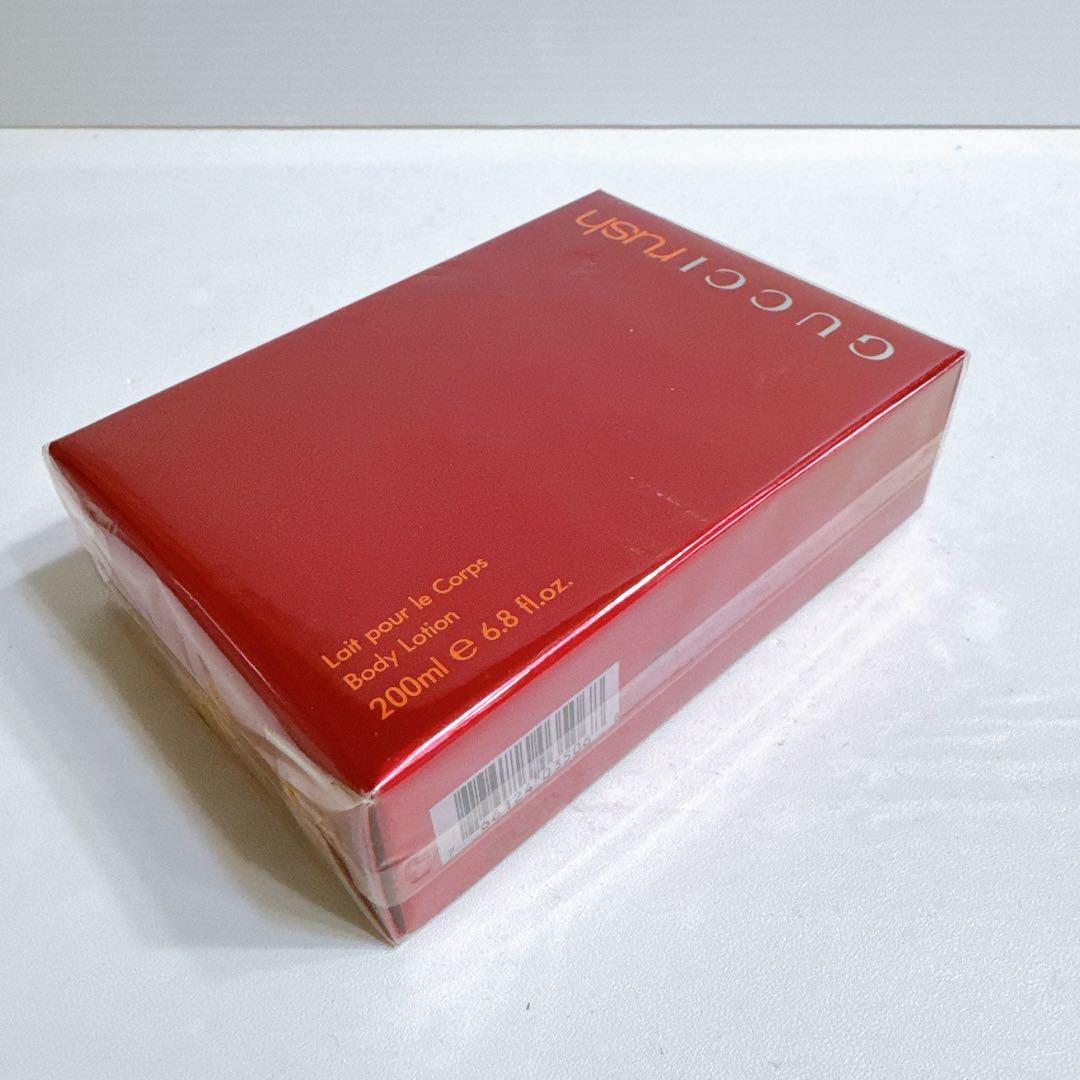 GUCCI rush
Lait pour le Corps
Body Lotion
200ml e 6.8 fl.oz.